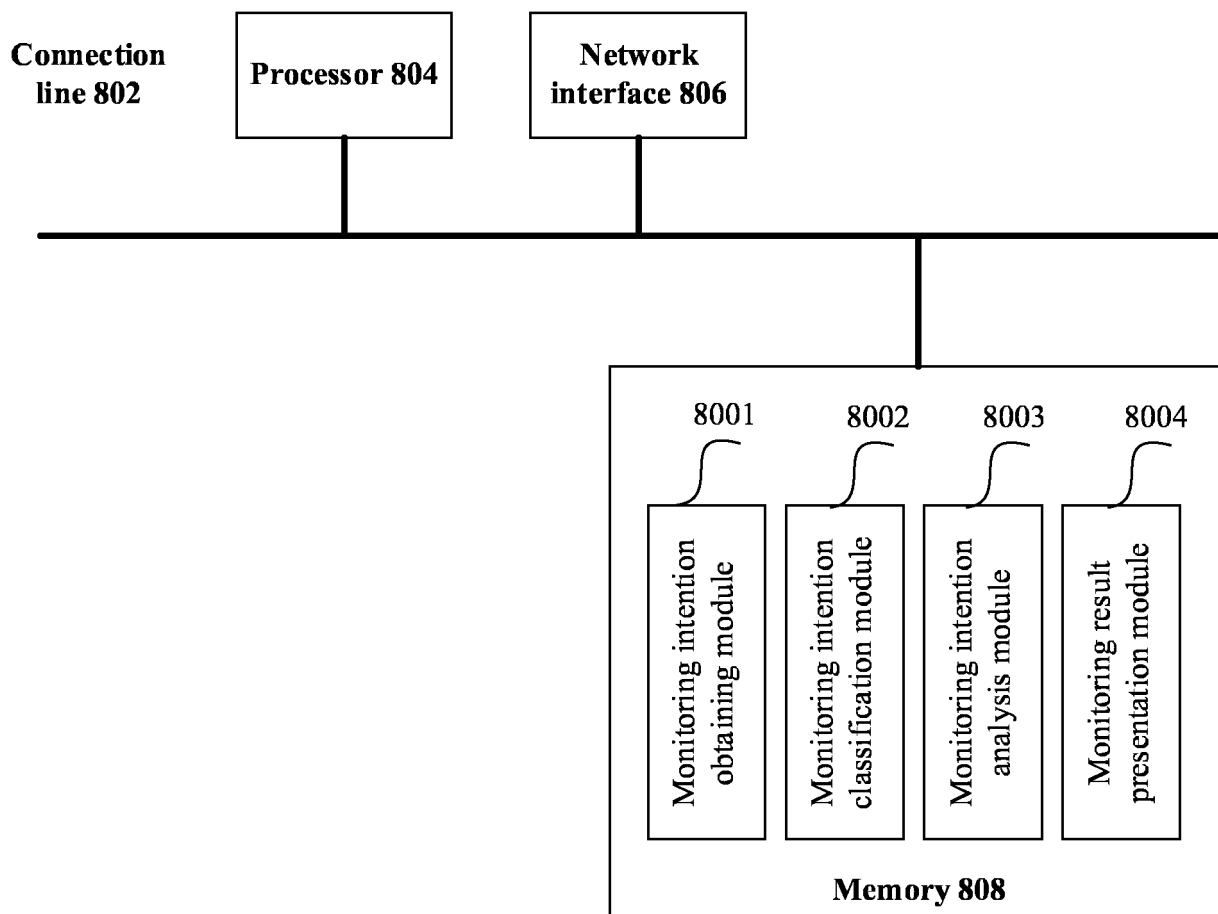 Connection
line 802
Processor 804
Network
interface 806
8001
8002
8003
8004
Monitoring intention
obtaining module
Monitoring intention
classification module
Monitoring intention
analysis module
Monitoring result
presentation module
Memory 808